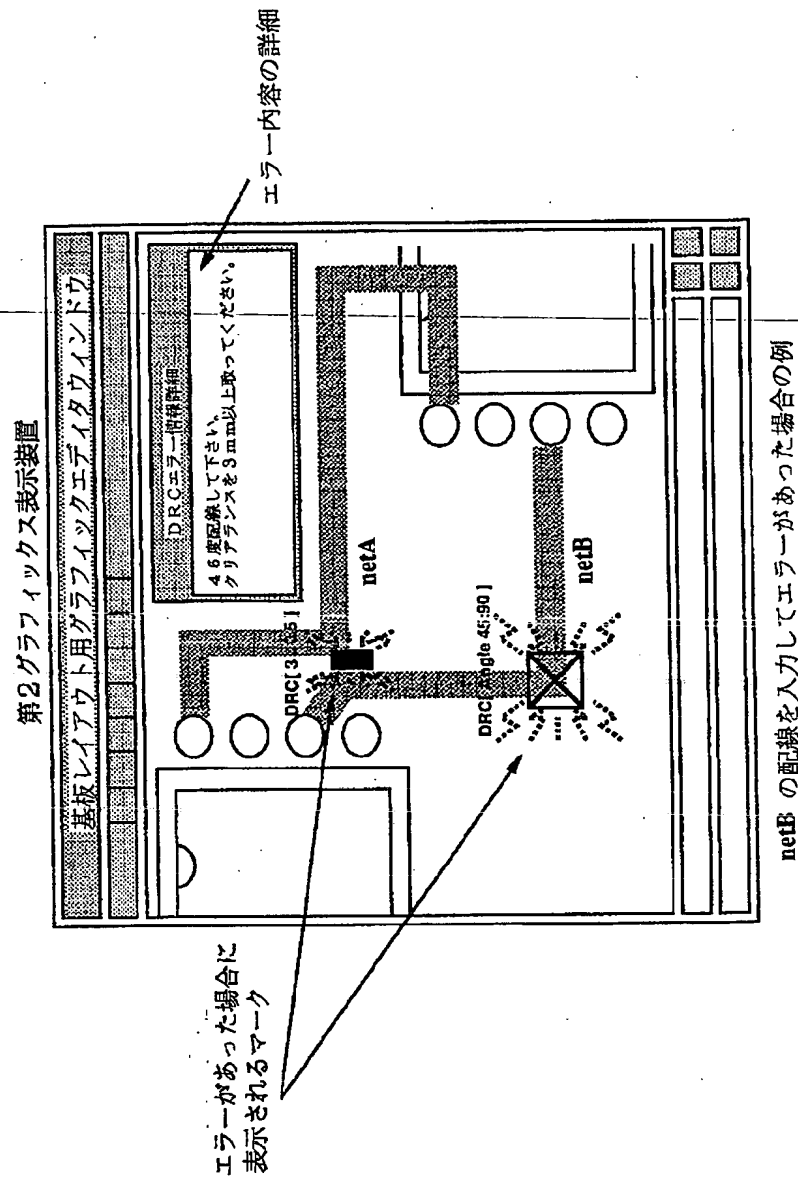 第2グラフィックス表示装置
基板レイアウト用グラフィックエディタウィンドウ
DRCエラー情報詳細
45度配線して下さい。
クリアランスを3mm以上取ってください。
エラー内容の詳細
DRC[3
netA
DRC[Angle 45:90]
netB
エラーがあった場合に
表示されるマーク
netB の配線を入力してエラーがあった場合の例